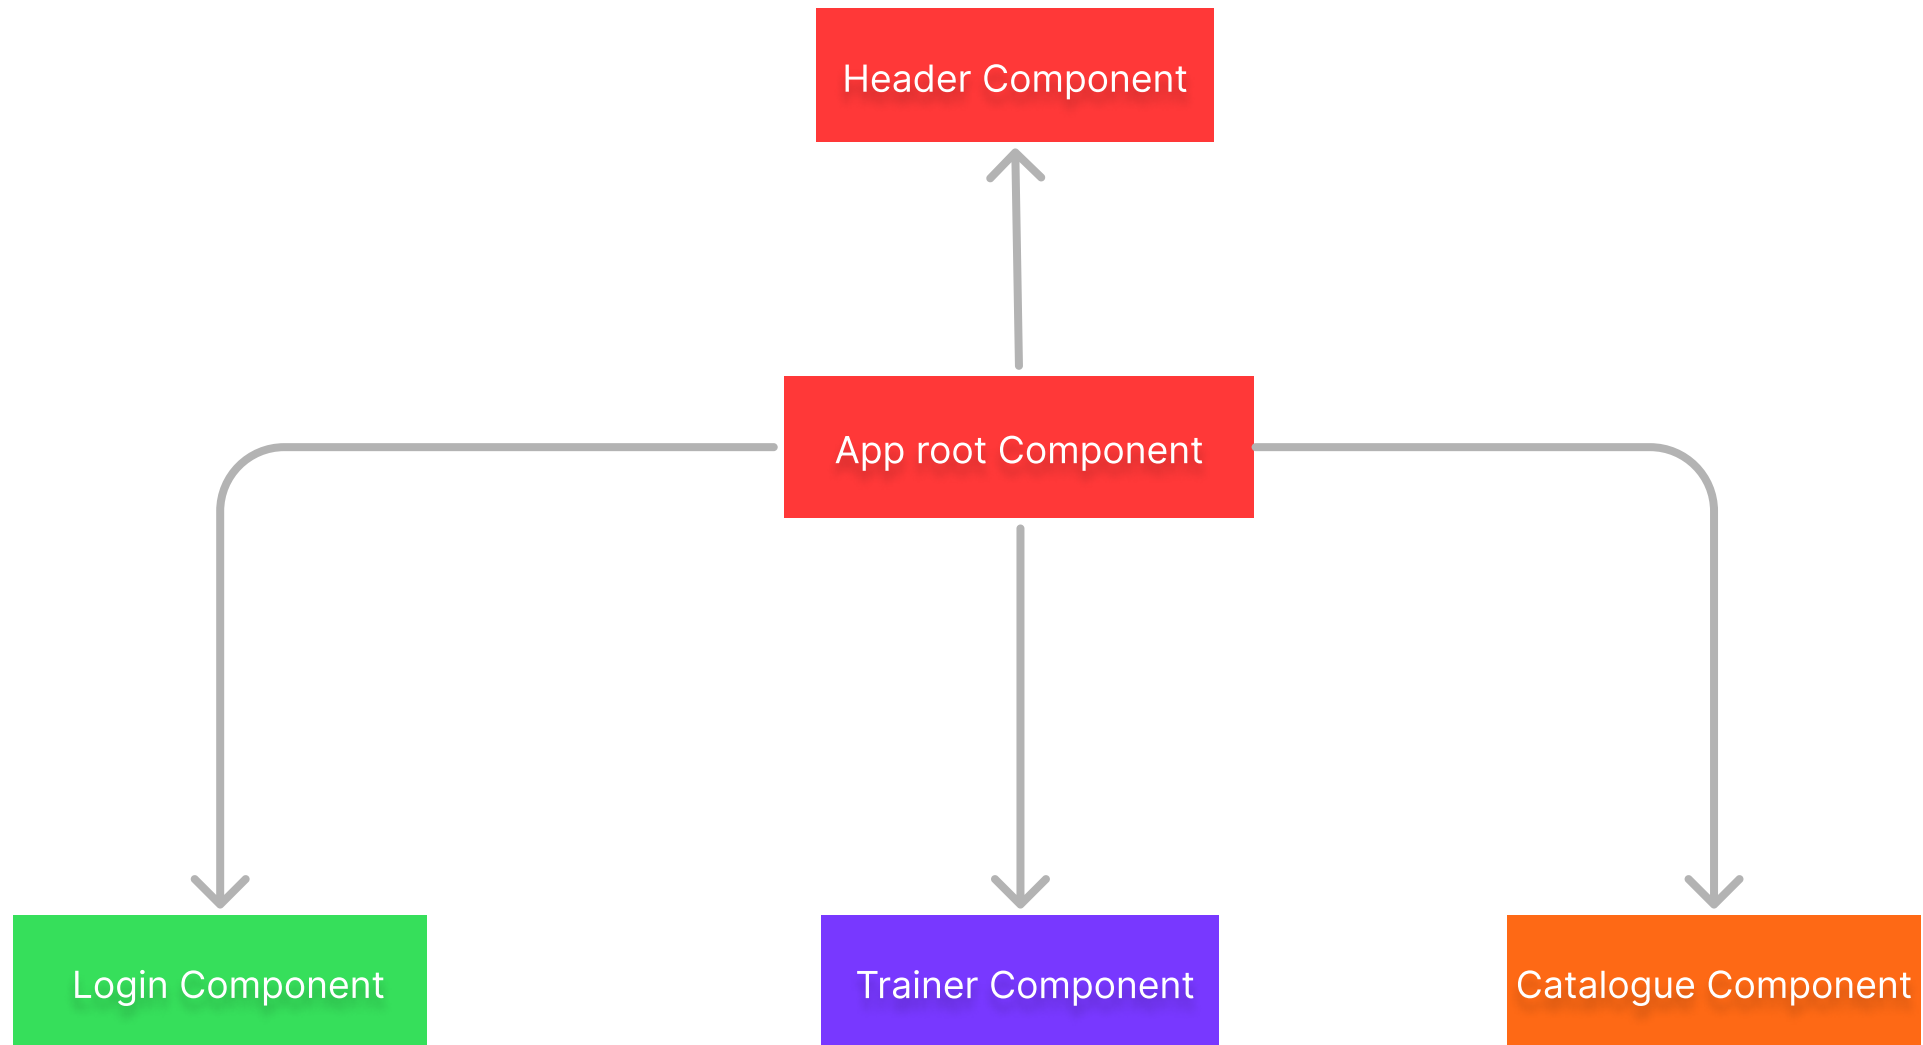 Header Component
App root Component
Login Component
Trainer Component
Catalogue Component